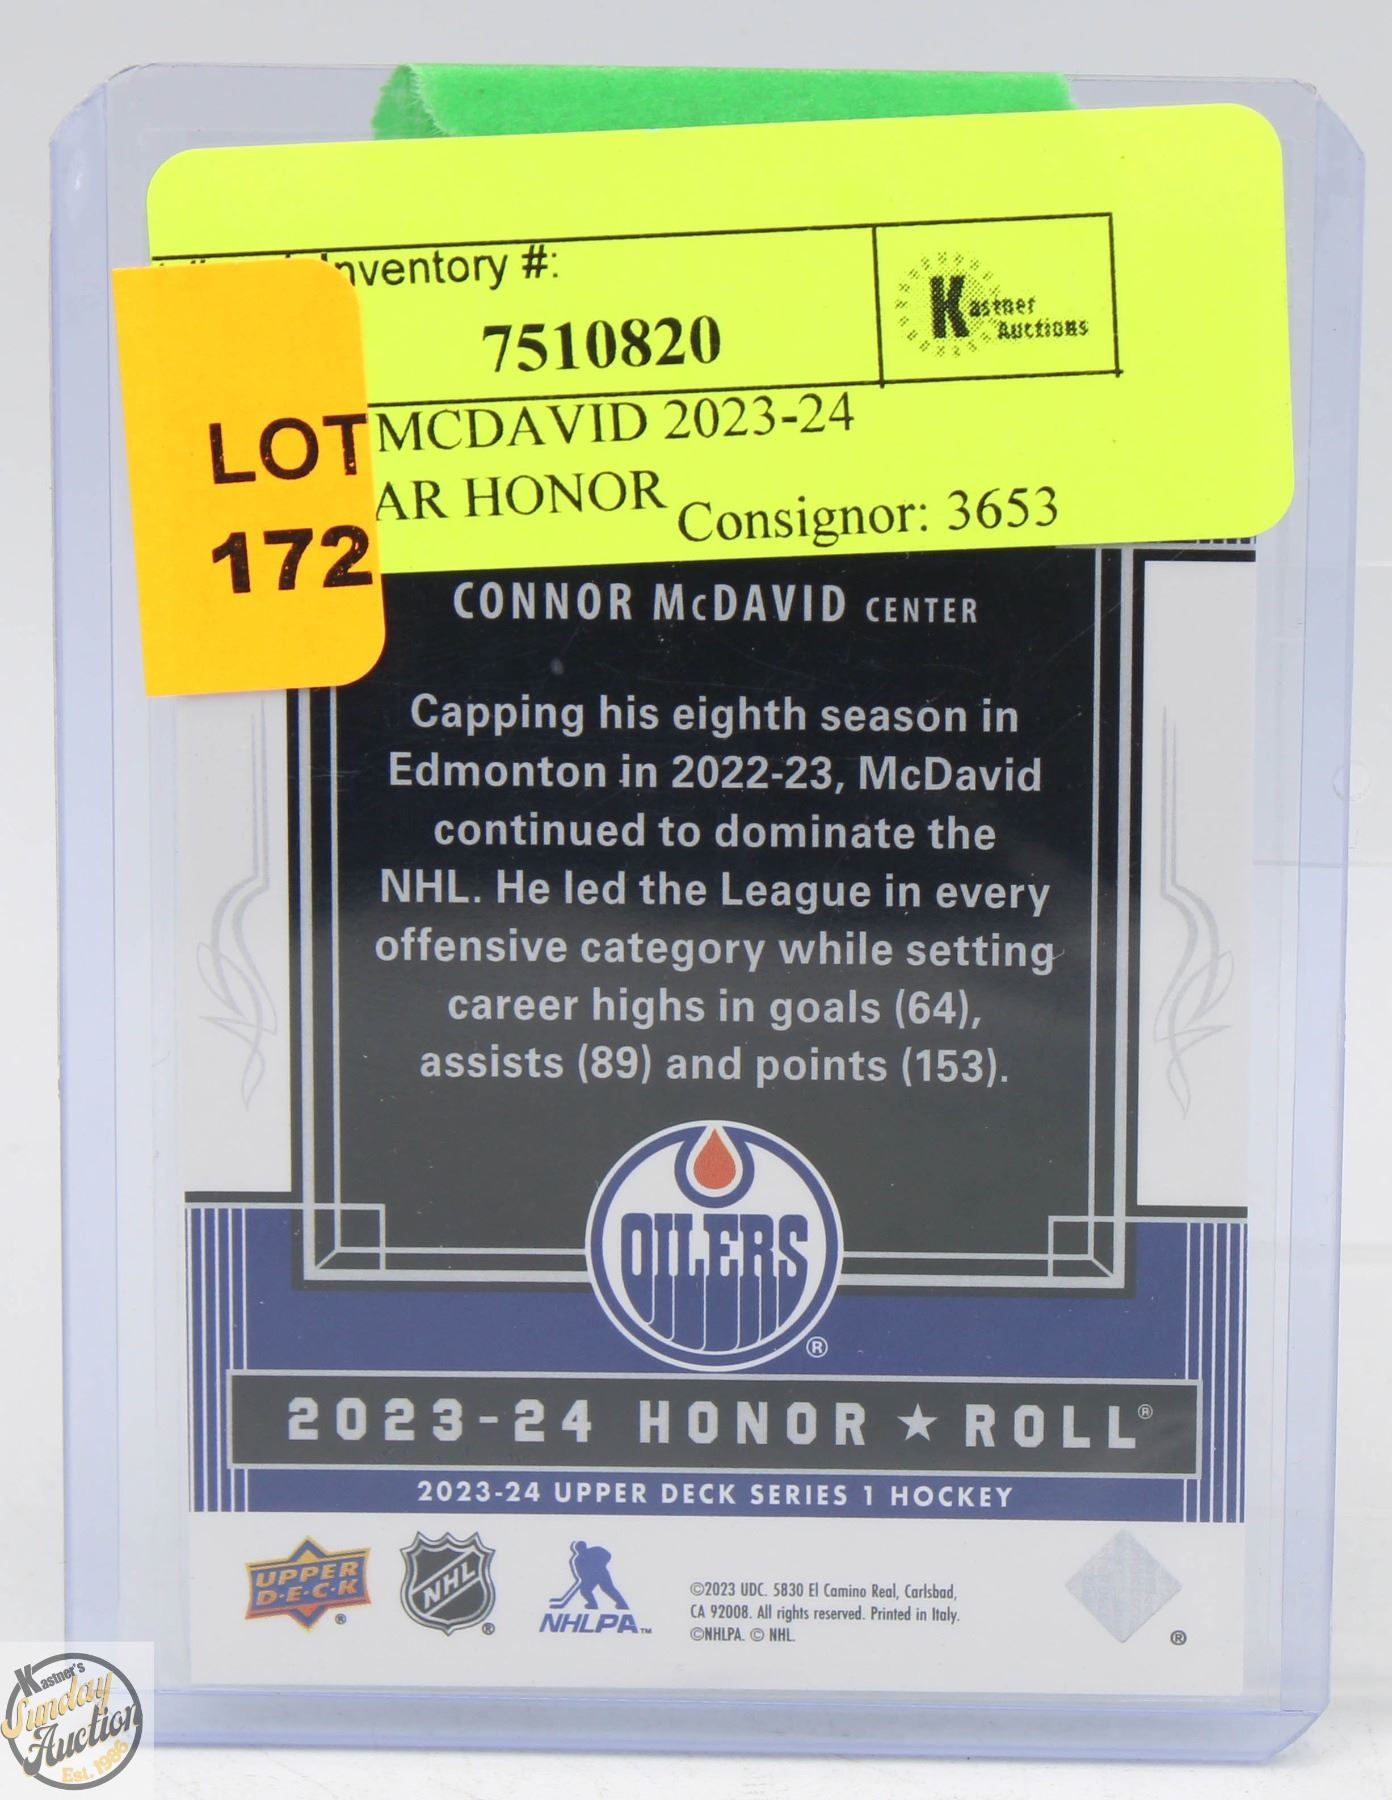 Inventory #:
7510820
Kastner
Auctions
LOT
172
MCDAVID 2023-24
AR HONOR
Consignor: 3653
CONNOR McDAVID CENTER
Capping his eighth season in
Edmonton in 2022-23, McDavid
continued to dominate the
NHL. He led the League in every
offensive category while setting
career highs in goals (64),
assists (89) and points (153).
OILERS
®
2023-24 HONOR ★ ROLL®
2023-24 UPPER DECK SERIES 1 HOCKEY
UPPER
D·E·C·K
®
NHL
®
NHLPA™
©2023 UDC. 5830 El Camino Real, Carlsbad,
CA 92008. All rights reserved. Printed in Italy.
©NHLPA. © NHL.
®
Kastner's
Sunday
Auction
Est. 1986